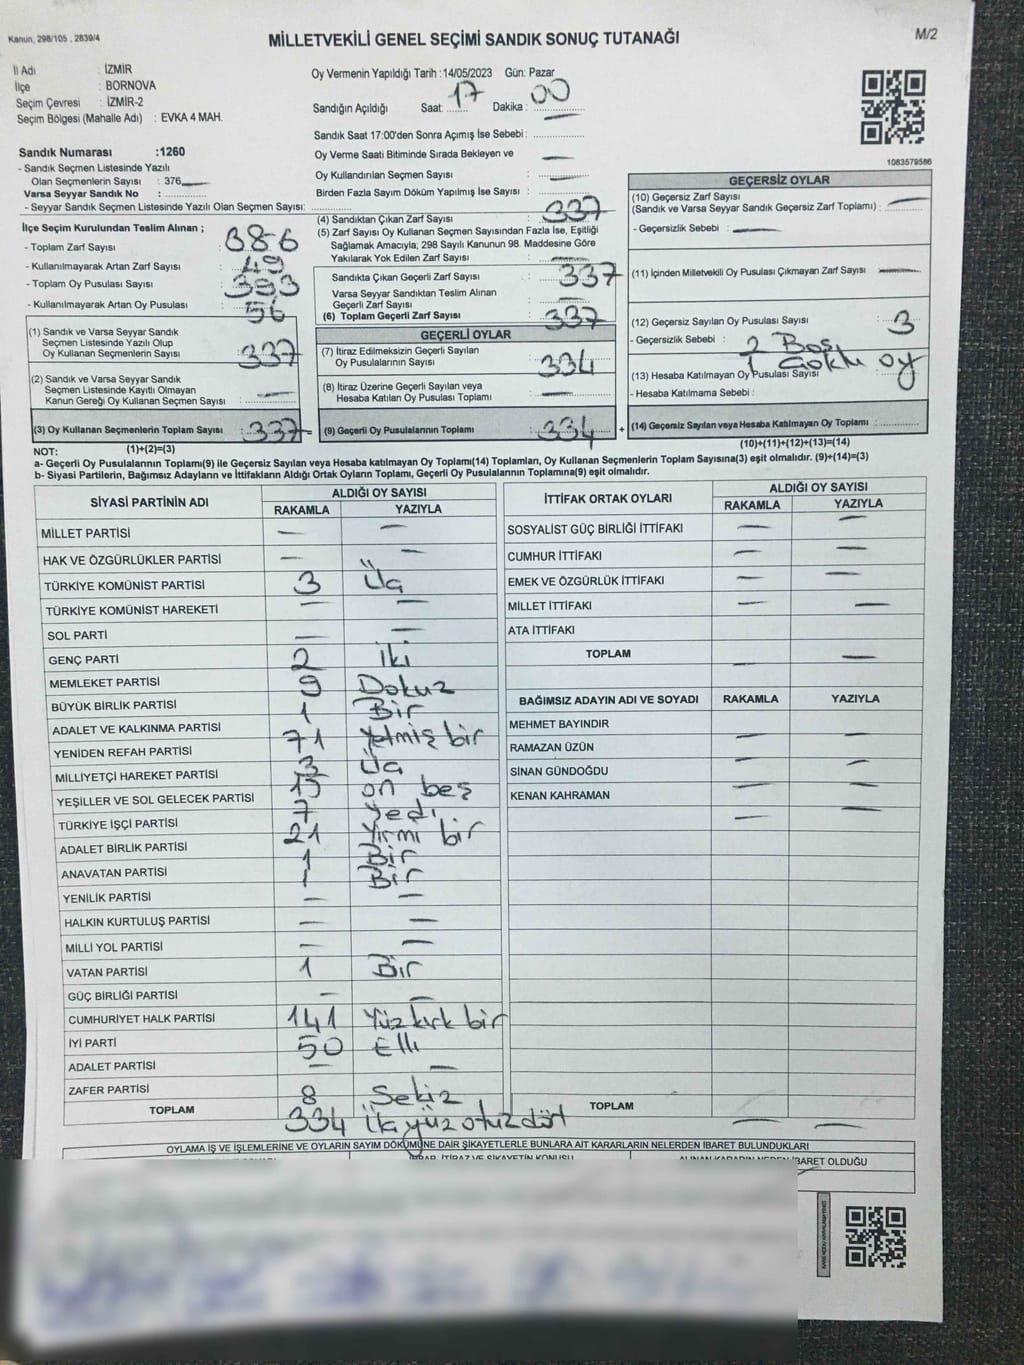 Kanun, 298/105 , 2839/4
MİLLETVEKİLİ GENEL SEÇİMİ SANDIK SONUÇ TUTANAĞI
M/2
İl Adı : İZMİR
İlçe : BORNOVA
Seçim Çevresi : İZMİR-2
Seçim Bölgesi (Mahalle Adı) : EVKA 4 MAH.
Oy Vermenin Yapıldığı Tarih :14/05/2023 Gün: Pazar
Sandığın Açıldığı Saat: 17 Dakika : 00
Sandık Saat 17:00'den Sonra Açımış İse Sebebi:
Oy Verme Saati Bitiminde Sırada Bekleyen ve
Oy Kullandırılan Seçmen Sayısı : —
Birden Fazla Sayım Döküm Yapılmış İse Sayısı :
1083579586
Sandık Numarası :1260
- Sandık Seçmen Listesinde Yazılı
Olan Seçmenlerin Sayısı : 376
Varsa Seyyar Sandık No :
- Seyyar Sandık Seçmen Listesinde Yazılı Olan Seçmen Sayısı:
İlçe Seçim Kurulundan Teslim Alınan ;
- Toplam Zarf Sayısı : 386
- Kullanılmayarak Artan Zarf Sayısı : 49
- Toplam Oy Pusulası Sayısı : 393
- Kullanılmayarak Artan Oy Pusulası : 56
(1) Sandık ve Varsa Seyyar Sandık
Seçmen Listesinde Yazılı Olup
Oy Kullanan Seçmenlerin Sayısı : 337
(2) Sandık ve Varsa Seyyar Sandık
Seçmen Listesinde Kayıtlı Olmayan
Kanun Gereği Oy Kullanan Seçmen Sayısı : —
(3) Oy Kullanan Seçmenlerin Toplam Sayısı : 337 =
(1)+(2)=(3)
(4) Sandıktan Çıkan Zarf Sayısı : 337
(5) Zarf Sayısı Oy Kullanan Seçmen Sayısından Fazla İse, Eşitliği
Sağlamak Amacıyla; 298 Sayılı Kanunun 98. Maddesine Göre
Yakılarak Yok Edilen Zarf Sayısı : —
Sandıkta Çıkan Geçerli Zarf Sayısı : 337
Varsa Seyyar Sandıktan Teslim Alınan
Geçerli Zarf Sayısı : —
(6) Toplam Geçerli Zarf Sayısı : 337
GEÇERLİ OYLAR
(7) İtiraz Edilmeksizin Geçerli Sayılan
Oy Pusulalarının Sayısı : 334
(8) İtiraz Üzerine Geçerli Sayılan veya
Hesaba Katılan Oy Pusulası Toplamı : —
(9) Geçerli Oy Pusulalarının Toplamı : 334 +
GEÇERSİZ OYLAR
(10) Geçersiz Zarf Sayısı
(Sandık ve Varsa Seyyar Sandık Geçersiz Zarf Toplamı) : —
- Geçersizlik Sebebi : —
(11) İçinden Milletvekili Oy Pusulası Çıkmayan Zarf Sayısı —
(12) Geçersiz Sayılan Oy Pusulası Sayısı : 3
- Geçersizlik Sebebi : 2 Boş
1 Çoklu oy
(13) Hesaba Katılmayan Oy Pusulası Sayısı
- Hesaba Katılmama Sebebi :
(14) Geçersiz Sayılan veya Hesaba Katılmayan Oy Pusulası Toplamı :
(10)+(11)+(12)+(13)=(14)
NOT:
a- Geçerli Oy Pusulalarının Toplamı(9) ile Geçersiz Sayılan veya Hesaba katılmayan Oy Toplamı(14) Toplamları, Oy Kullanan Seçmenlerin Toplam Sayısına(3) eşit olmalıdır. (9)+(14)=(3)
b- Siyasi Partilerin, Bağımsız Adayların ve İttifakların Aldığı Ortak Oyların Toplamı, Geçerli Oy Pusulalarının Toplamına(9) eşit olmalıdır.
SİYASİ PARTİNİN ADI ALDIĞI OY SAYISI
RAKAMLA YAZIYLA
MİLLET PARTİSİ — —
HAK VE ÖZGÜRLÜKLER PARTİSİ — —
TÜRKİYE KOMÜNİST PARTİSİ 3 Üç
TÜRKİYE KOMÜNİST HAREKETİ — —
SOL PARTİ — —
GENÇ PARTİ 2 iki
MEMLEKET PARTİSİ 9 Dokuz
BÜYÜK BİRLİK PARTİSİ 1 Bir
ADALET VE KALKINMA PARTİSİ 71 Yetmiş bir
YENİDEN REFAH PARTİSİ 3 Üç
MİLLİYETÇİ HAREKET PARTİSİ 15 on beş
YEŞİLLER VE SOL GELECEK PARTİSİ 7 Yedi
TÜRKİYE İŞÇİ PARTİSİ 21 Yirmi bir
ADALET BİRLİK PARTİSİ 1 Bir
ANAVATAN PARTİSİ 1 Bir
YENİLİK PARTİSİ — —
HALKIN KURTULUŞ PARTİSİ — —
MİLLİ YOL PARTİSİ — —
VATAN PARTİSİ 1 Bir
GÜÇ BİRLİĞİ PARTİSİ — —
CUMHURİYET HALK PARTİSİ 141 Yüz kırk bir
İYİ PARTİ 50 Elli
ADALET PARTİSİ — —
ZAFER PARTİSİ 8 Sekiz
TOPLAM 334 Üçyüz otuz dört
İTTİFAK ORTAK OYLARI ALDIĞI OY SAYISI
RAKAMLA YAZIYLA
SOSYALİST GÜÇ BİRLİĞİ İTTİFAKI — —
CUMHUR İTTİFAKI — —
EMEK VE ÖZGÜRLÜK İTTİFAKI — —
MİLLET İTTİFAKI — —
ATA İTTİFAKI
TOPLAM — —
BAĞIMSIZ ADAYIN ADI VE SOYADI RAKAMLA YAZIYLA
MEHMET BAYINDIR — —
RAMAZAN ÜZÜN — —
SİNAN GÜNDOĞDU — —
KENAN KAHRAMAN — —
TOPLAM — —
OYLAMA İŞ VE İŞLEMLERİNE VE OYLARIN SAYIM DÖKÜMÜNE DAİR ŞİKAYETLERLE BUNLARA AİT KARARLARIN NELERDEN İBARET BULUNDUKLARI
İHBAR, İTİRAZ VE ŞİKAYETİN KONUSU
ALINAN KARARIN NEDEN İBARET OLDUĞU